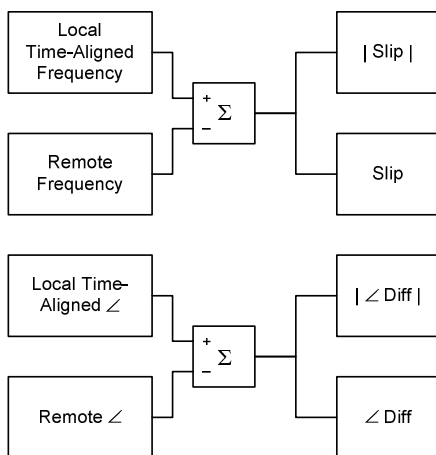 Local
Time-Aligned
Frequency
| Slip |
+
−
Σ
Remote
Frequency
Slip
Local Time-
Aligned ∠
| ∠ Diff |
+
−
Σ
Remote ∠
∠ Diff